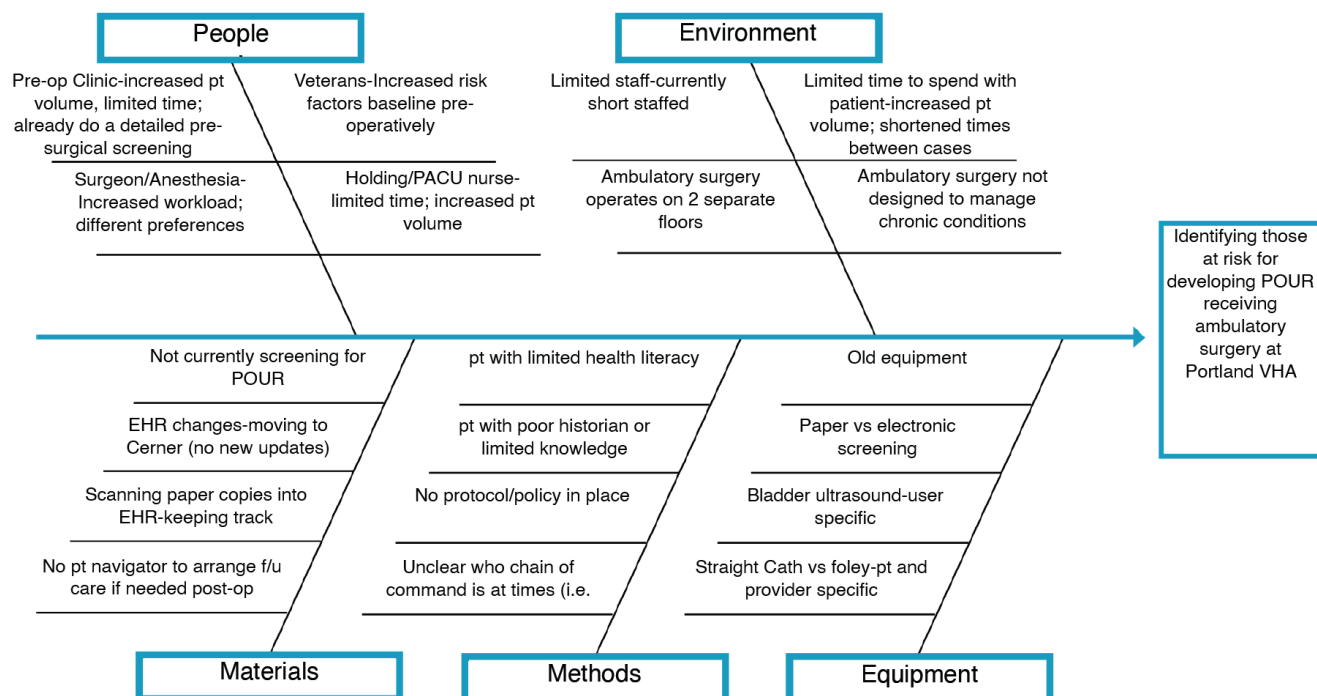 People
Environment
Pre-op Clinic-increased pt
volume, limited time;
already do a detailed pre-
surgical screening
Veterans-Increased risk
factors baseline pre-
operatively
Limited staff-currently
short staffed
Limited time to spend with
patient-increased pt
volume; shortened times
between cases
Surgeon/Anesthesia-
Increased workload;
different preferences
Holding/PACU nurse-
limited time; increased pt
volume
Ambulatory surgery
operates on 2 separate
floors
Ambulatory surgery not
designed to manage
chronic conditions
Identifying those
at risk for
developing POUR
receiving
ambulatory
surgery at
Portland VHA
Not currently screening for
POUR
EHR changes-moving to
Cerner (no new updates)
Scanning paper copies into
EHR-keeping track
No pt navigator to arrange f/u
care if needed post-op
pt with limited health literacy
pt with poor historian or
limited knowledge
No protocol/policy in place
Unclear who chain of
command is at times (i.e.
Old equipment
Paper vs electronic
screening
Bladder ultrasound-user
specific
Straight Cath vs foley-pt and
provider specific
Materials
Methods
Equipment